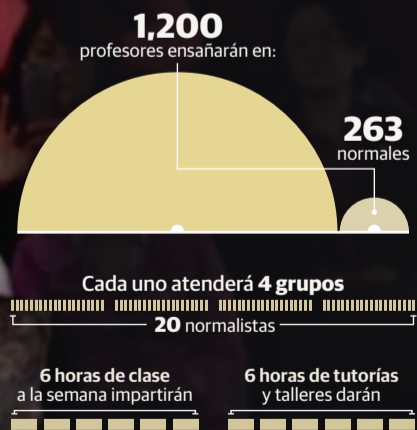 1,200
profesores ensañarán en:
263
normales
Cada uno atenderá 4 grupos
20 normalistas
6 horas de clase
a la semana impartirán
6 horas de tutorías
y talleres darán